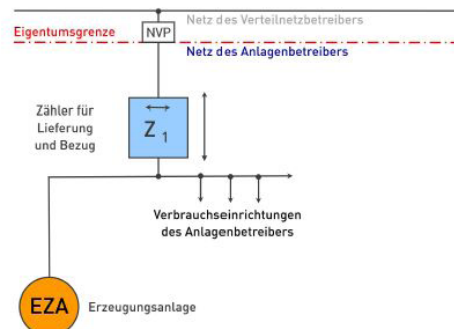 Netz des Verteilnetzbetreibers
Eigentumsgrenze
NVP
Netz des Anlagenbetreibers
Zähler für
Lieferung
und Bezug
Z 1
Verbrauchseinrichtungen
des Anlagenbetreibers
EZA
Erzeugungsanlage